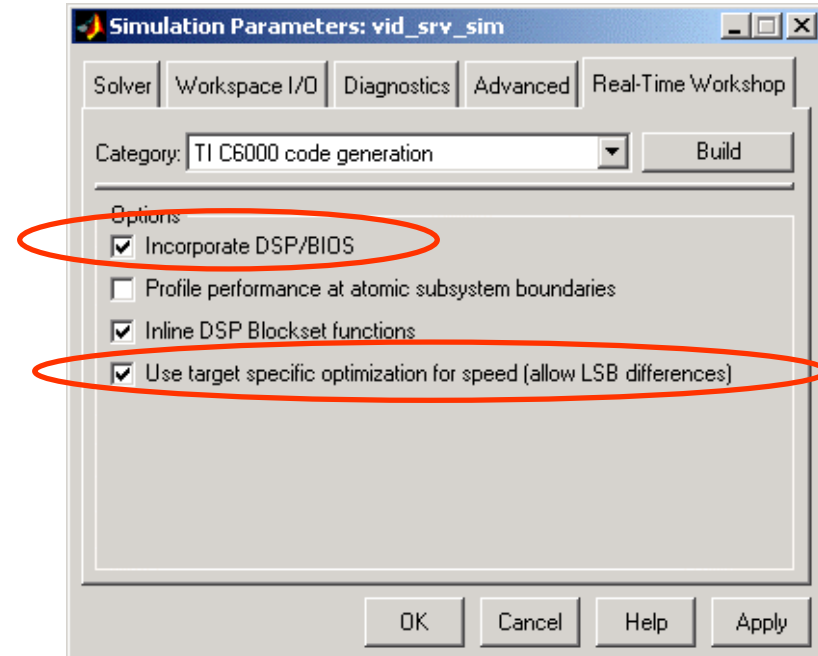 Simulation Parameters: vid_srv_sim
Solver Workspace I/O Diagnostics Advanced Real-Time Workshop
Category: TI C6000 code generation Build
Options
Incorporate DSP/BIOS
Profile performance at atomic subsystem boundaries
Inline DSP Blockset functions
Use target specific optimization for speed (allow LSB differences)
OK Cancel Help Apply